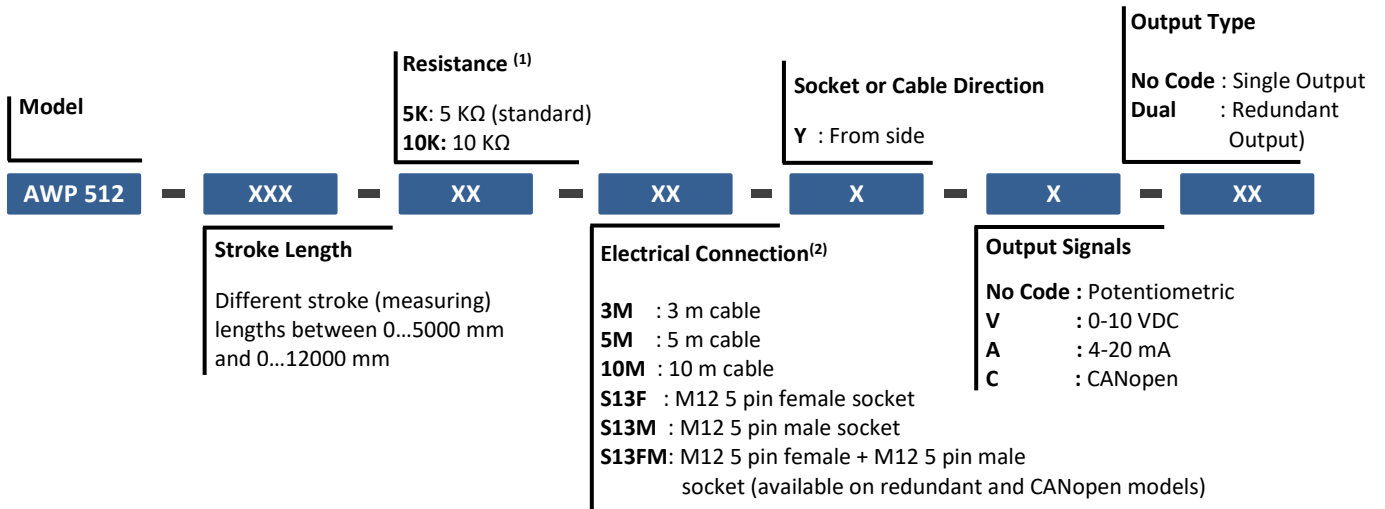 Output Type
No Code : Single Output
Dual : Redundant
Output)
Resistance (1)
5K: 5 KΩ (standard)
10K: 10 KΩ
Socket or Cable Direction
Y : From side
Model
AWP 512 – XXX – XX – XX – X – X – XX
Stroke Length
Different stroke (measuring)
lengths between 0…5000 mm
and 0…12000 mm
Electrical Connection(2)
3M : 3 m cable
5M : 5 m cable
10M : 10 m cable
S13F : M12 5 pin female socket
S13M : M12 5 pin male socket
S13FM: M12 5 pin female + M12 5 pin male
socket (available on redundant and CANopen models)
Output Signals
No Code : Potentiometric
V : 0-10 VDC
A : 4-20 mA
C : CANopen